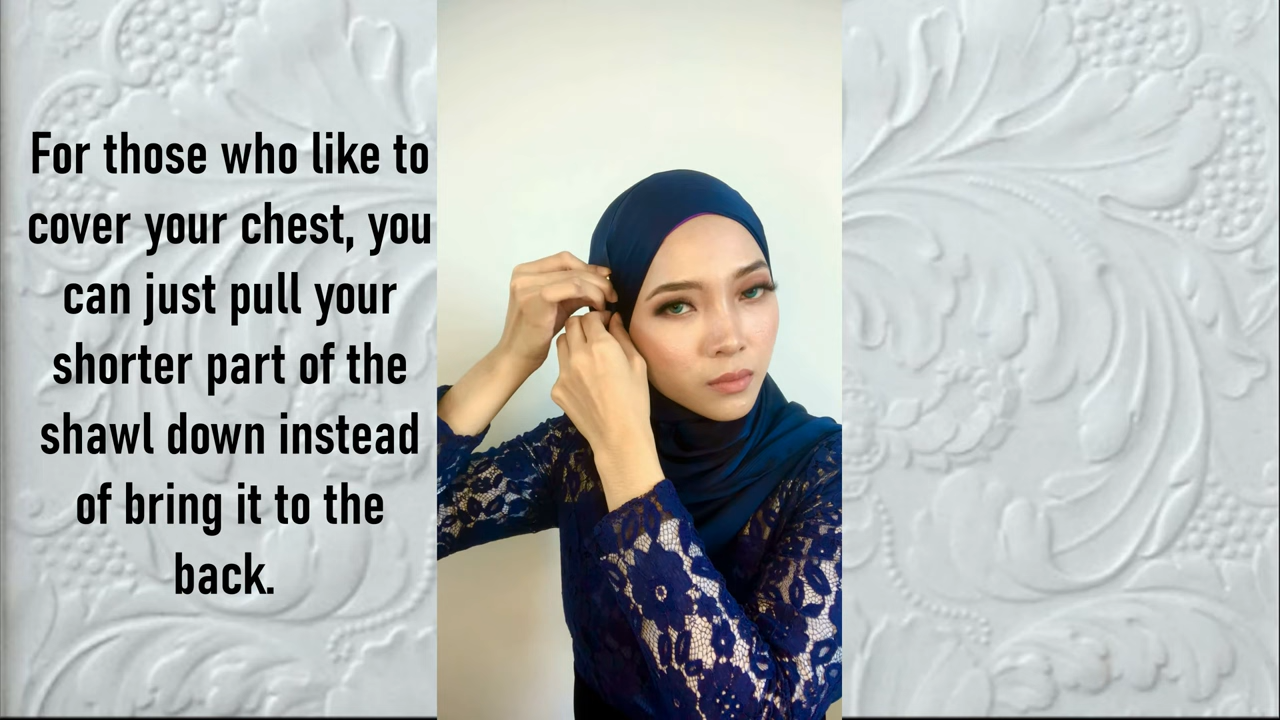 For those who like to
cover your chest, you
can just pull your
shorter part of the
shawl down instead
of bring it to the
back.